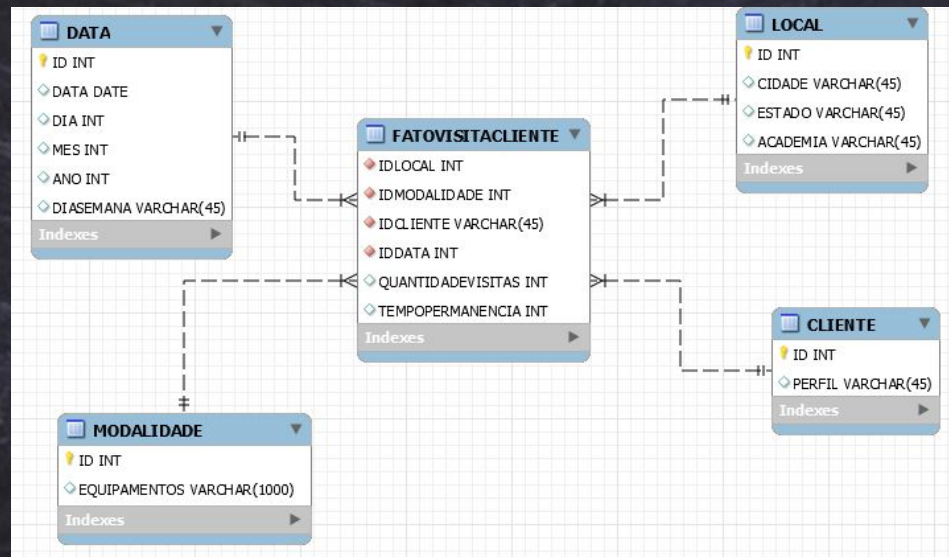 DATA
ID INT
DATA DATE
DIA INT
MES INT
ANO INT
DIASEMANA VARCHAR(45)
Indexes
LOCAL
ID INT
CIDADE VARCHAR(45)
ESTADO VARCHAR(45)
ACADEMIA VARCHAR(45)
Indexes
FATOVISITACLIENTE
IDLOCAL INT
IDMODALIDADE INT
IDCLIENTE VARCHAR(45)
IDDATA INT
QUANTIDADEVISITAS INT
TEMPOPERMANENCIA INT
Indexes
CLIENTE
ID INT
PERFIL VARCHAR(45)
Indexes
MODALIDADE
ID INT
EQUIPAMENTOS VARCHAR(1000)
Indexes